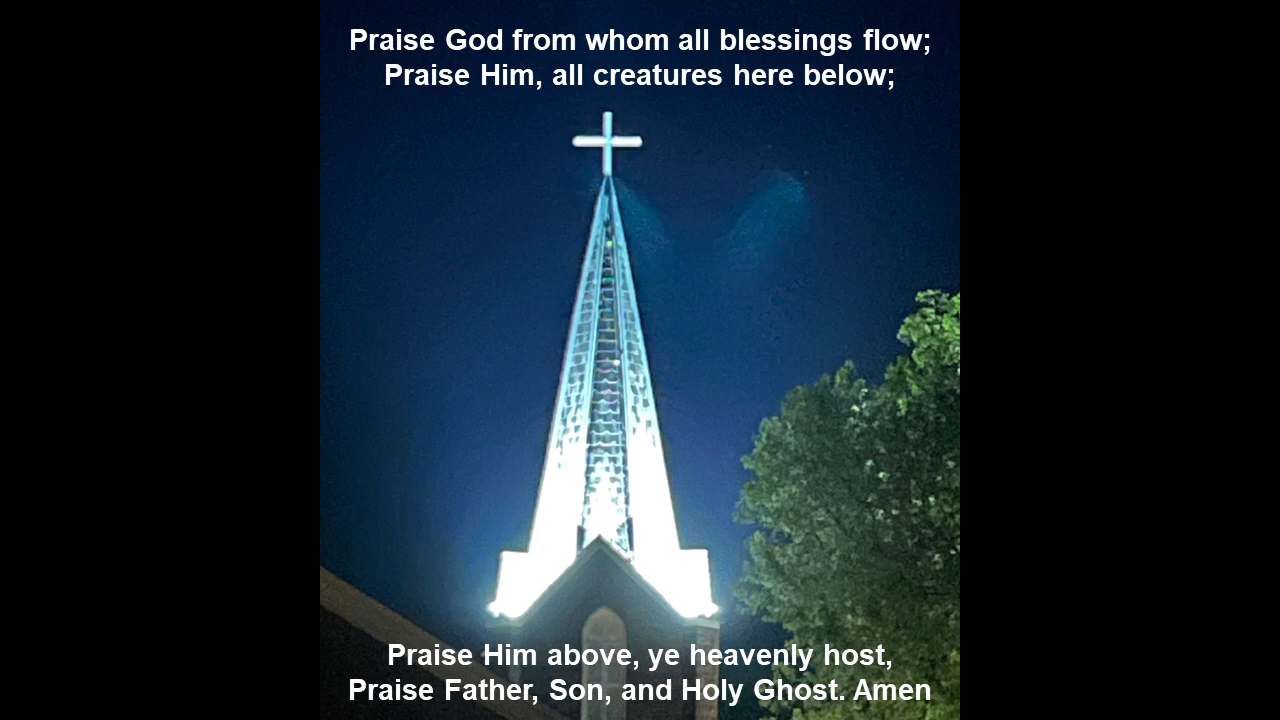 Praise God from whom all blessings flow;
Praise Him, all creatures here below;
Praise Him above, ye heavenly host,
Praise Father, Son, and Holy Ghost. Amen